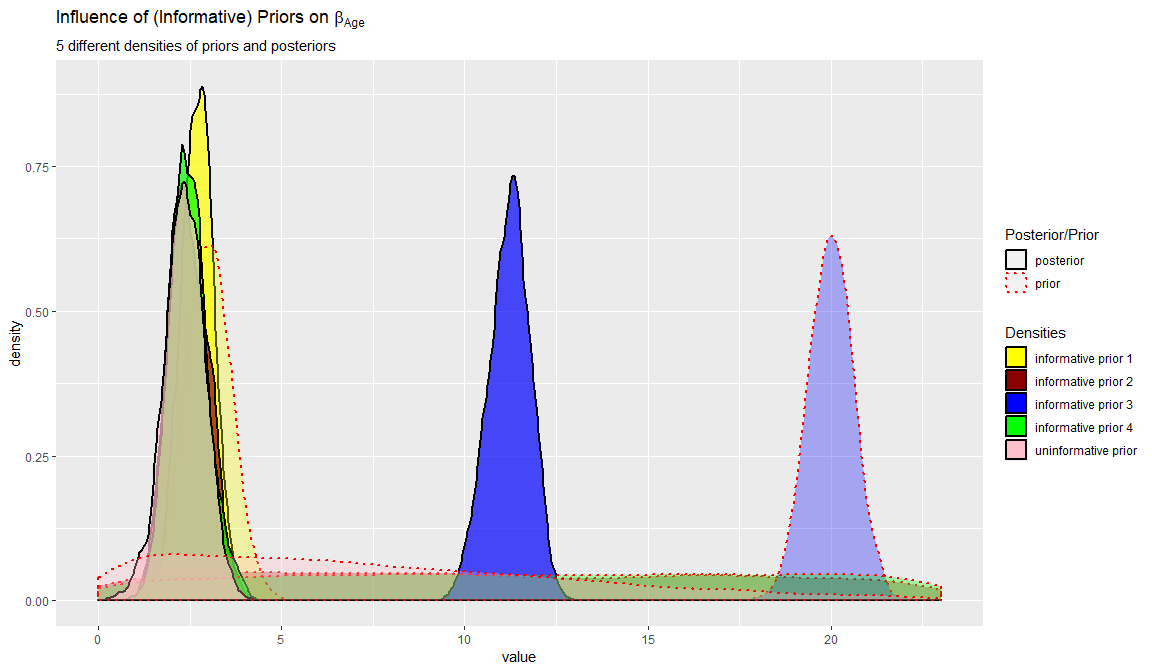 Influence of (Informative) Priors on βAge
5 different densities of priors and posteriors
density
0.75
0.50
0.25
0.00
0
5
10
15
20
value
Posterior/Prior
posterior
prior
Densities
informative prior 1
informative prior 2
informative prior 3
informative prior 4
uninformative prior